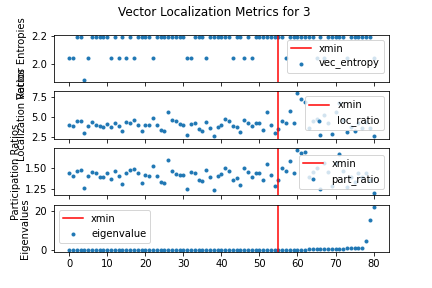 Vector Localization Metrics for 3
Vector Entropies
2.2
2.0
xmin
vec_entropy
Localization Ratios
7.5
5.0
2.5
xmin
loc_ratio
Participation Ratios
1.50
1.25
xmin
part_ratio
Eigenvalues
20
0
xmin
eigenvalue
0 10 20 30 40 50 60 70 80